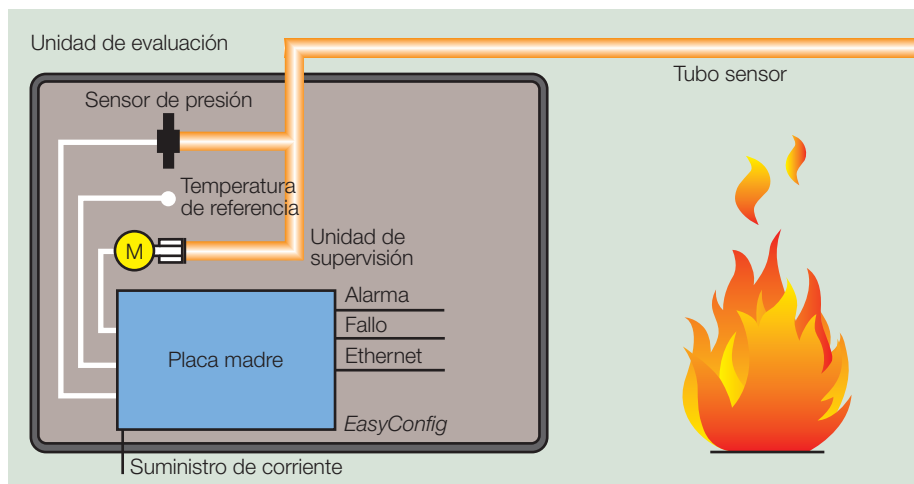 Unidad de evaluación
Tubo sensor
Sensor de presión
Temperatura
de referencia
M
Unidad de
supervisión
Alarma
Fallo
Ethernet
Placa madre
EasyConfig
Suministro de corriente